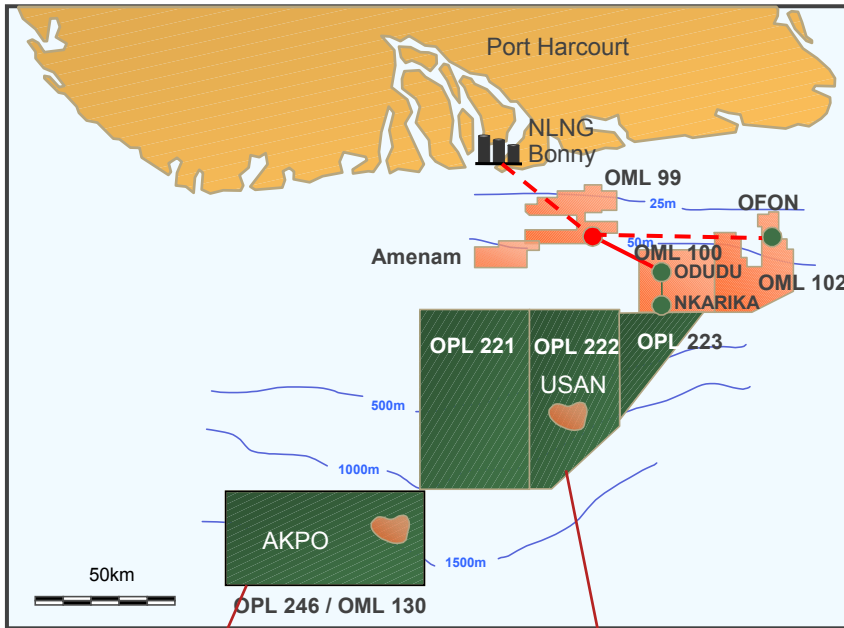 Port Harcourt
NLNG
Bonny
OML 99
25m
OFON
50m
OML 100
Amenam
ODUDU
OML 102
NKARIKA
OPL 221
OPL 222
OPL 223
USAN
500m
1000m
AKPO
1500m
50km
OPL 246 / OML 130